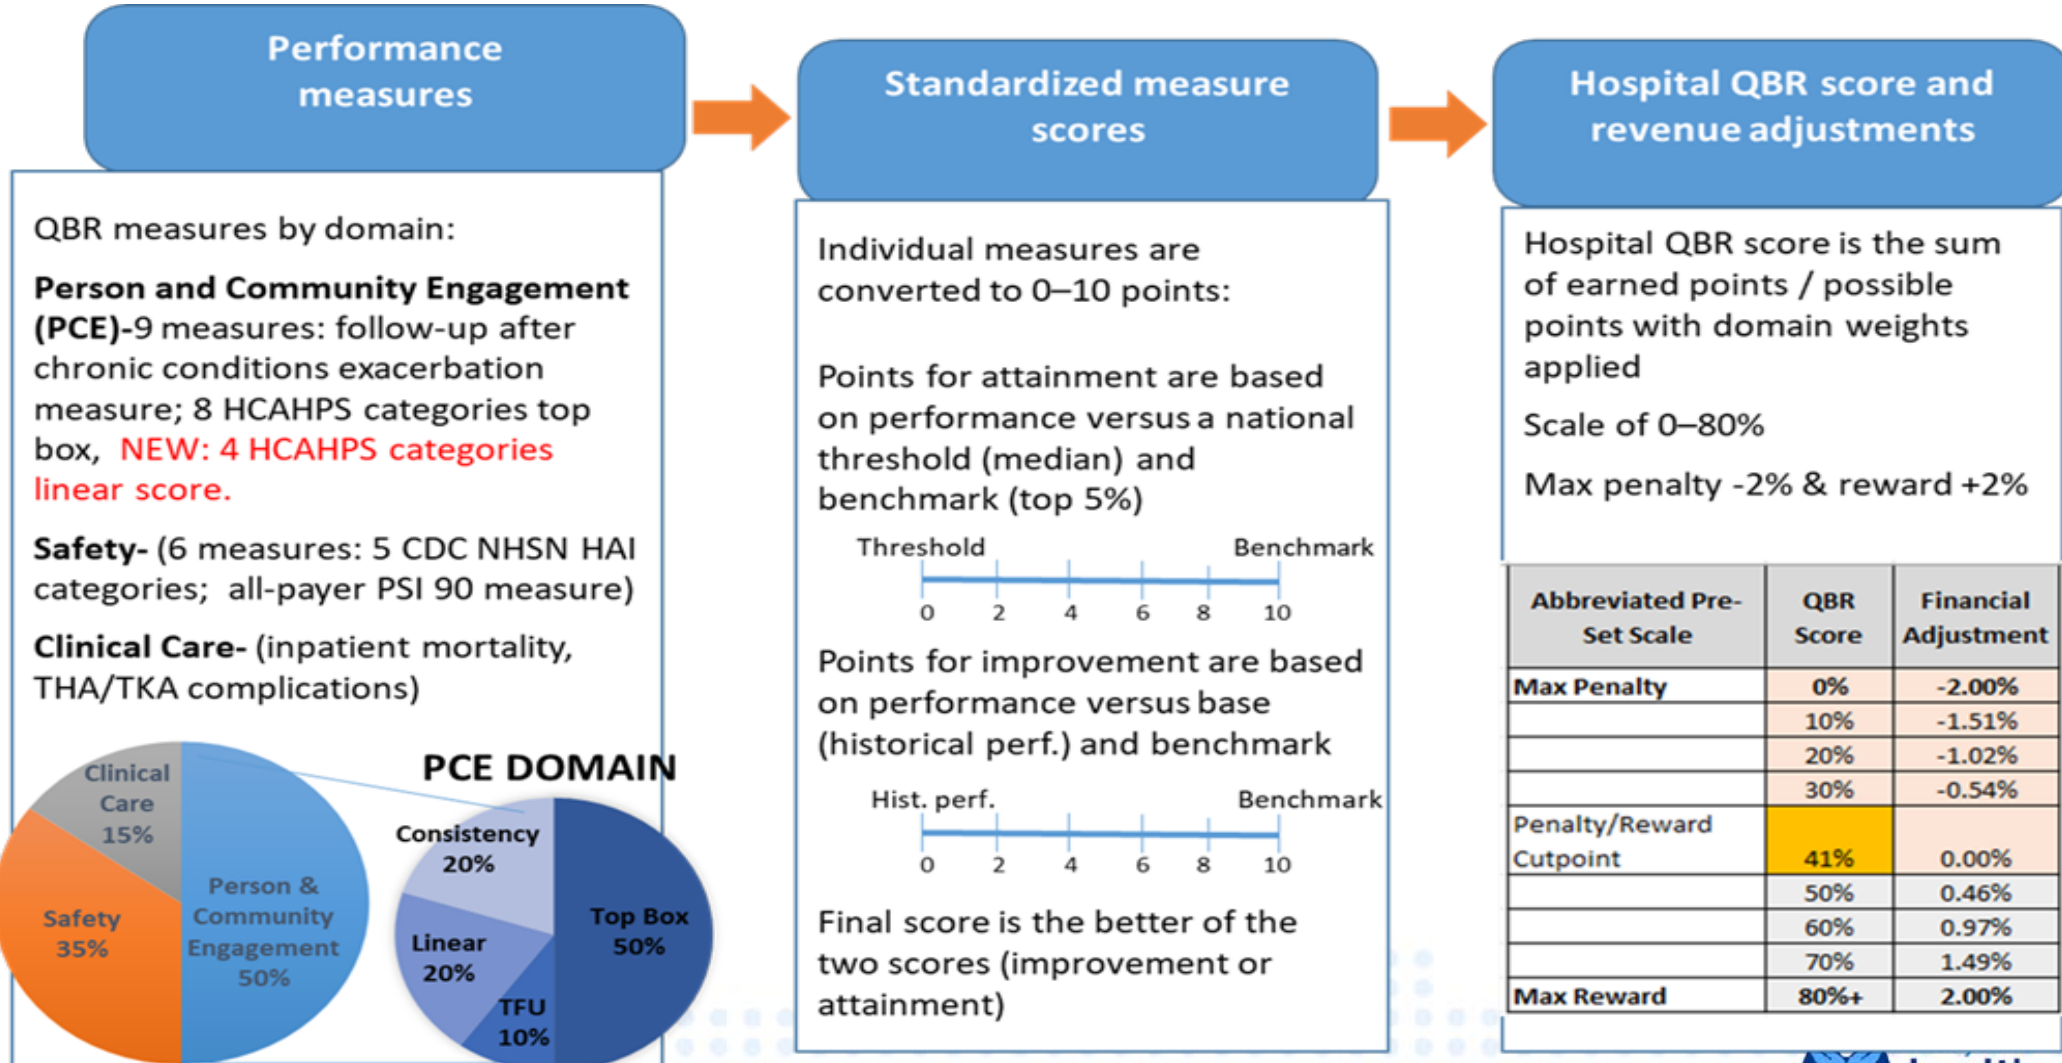 Performance
measures
QBR measures by domain:
Person and Community Engagement
(PCE)-9 measures: follow-up after
chronic conditions exacerbation
measure; 8 HCAHPS categories top
box, NEW: 4 HCAHPS categories
linear score.
Safety- (6 measures: 5 CDC NHSN HAI
categories; all-payer PSI 90 measure)
Clinical Care- (inpatient mortality,
THA/TKA complications)
Clinical
Care
15%
Safety
35%
Person &
Community
Engagement
50%
PCE DOMAIN
Consistency
20%
Linear
20%
TFU
10%
Top Box
50%
Standardized measure
scores
Individual measures are
converted to 0–10 points:
Points for attainment are based
on performance versus a national
threshold (median) and
benchmark (top 5%)
Threshold Benchmark
0 2 4 6 8 10
Points for improvement are based
on performance versus base
(historical perf.) and benchmark
Hist. perf. Benchmark
0 2 4 6 8 10
Final score is the better of the
two scores (improvement or
attainment)
Hospital QBR score and
revenue adjustments
Hospital QBR score is the sum
of earned points / possible
points with domain weights
applied
Scale of 0–80%
Max penalty -2% & reward +2%
Abbreviated Pre- QBR Financial
Set Scale Score Adjustment
Max Penalty 0% -2.00%
10% -1.51%
20% -1.02%
30% -0.54%
Penalty/Reward
Cutpoint 41% 0.00%
50% 0.46%
60% 0.97%
70% 1.49%
Max Reward 80%+ 2.00%